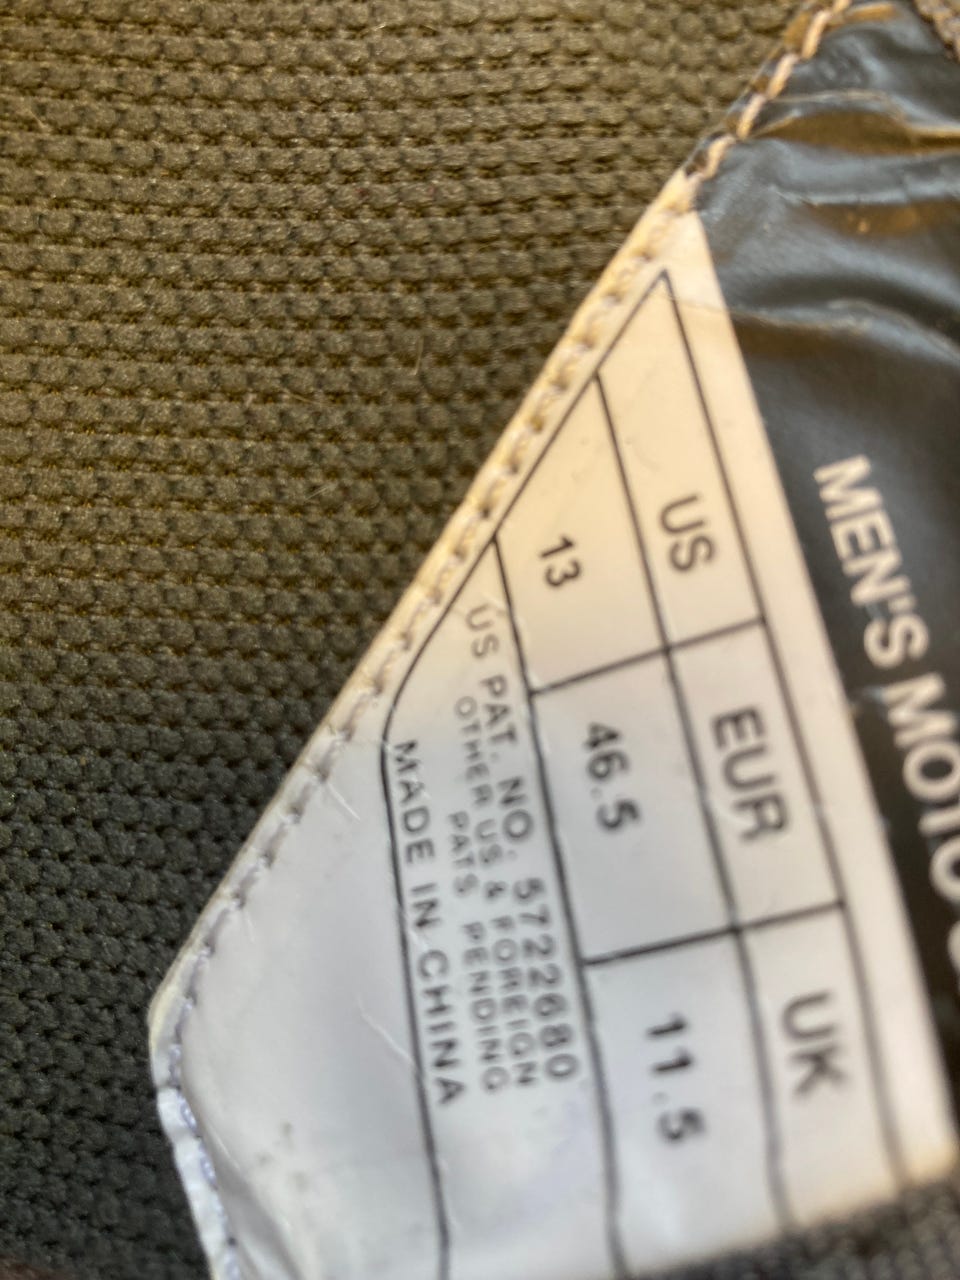 MEN'S
US EUR UK
13 46.5 11.5
US PAT. NO. 5722680
OTHER US & FOREIGN
PATS PENDING
MADE IN CHINA